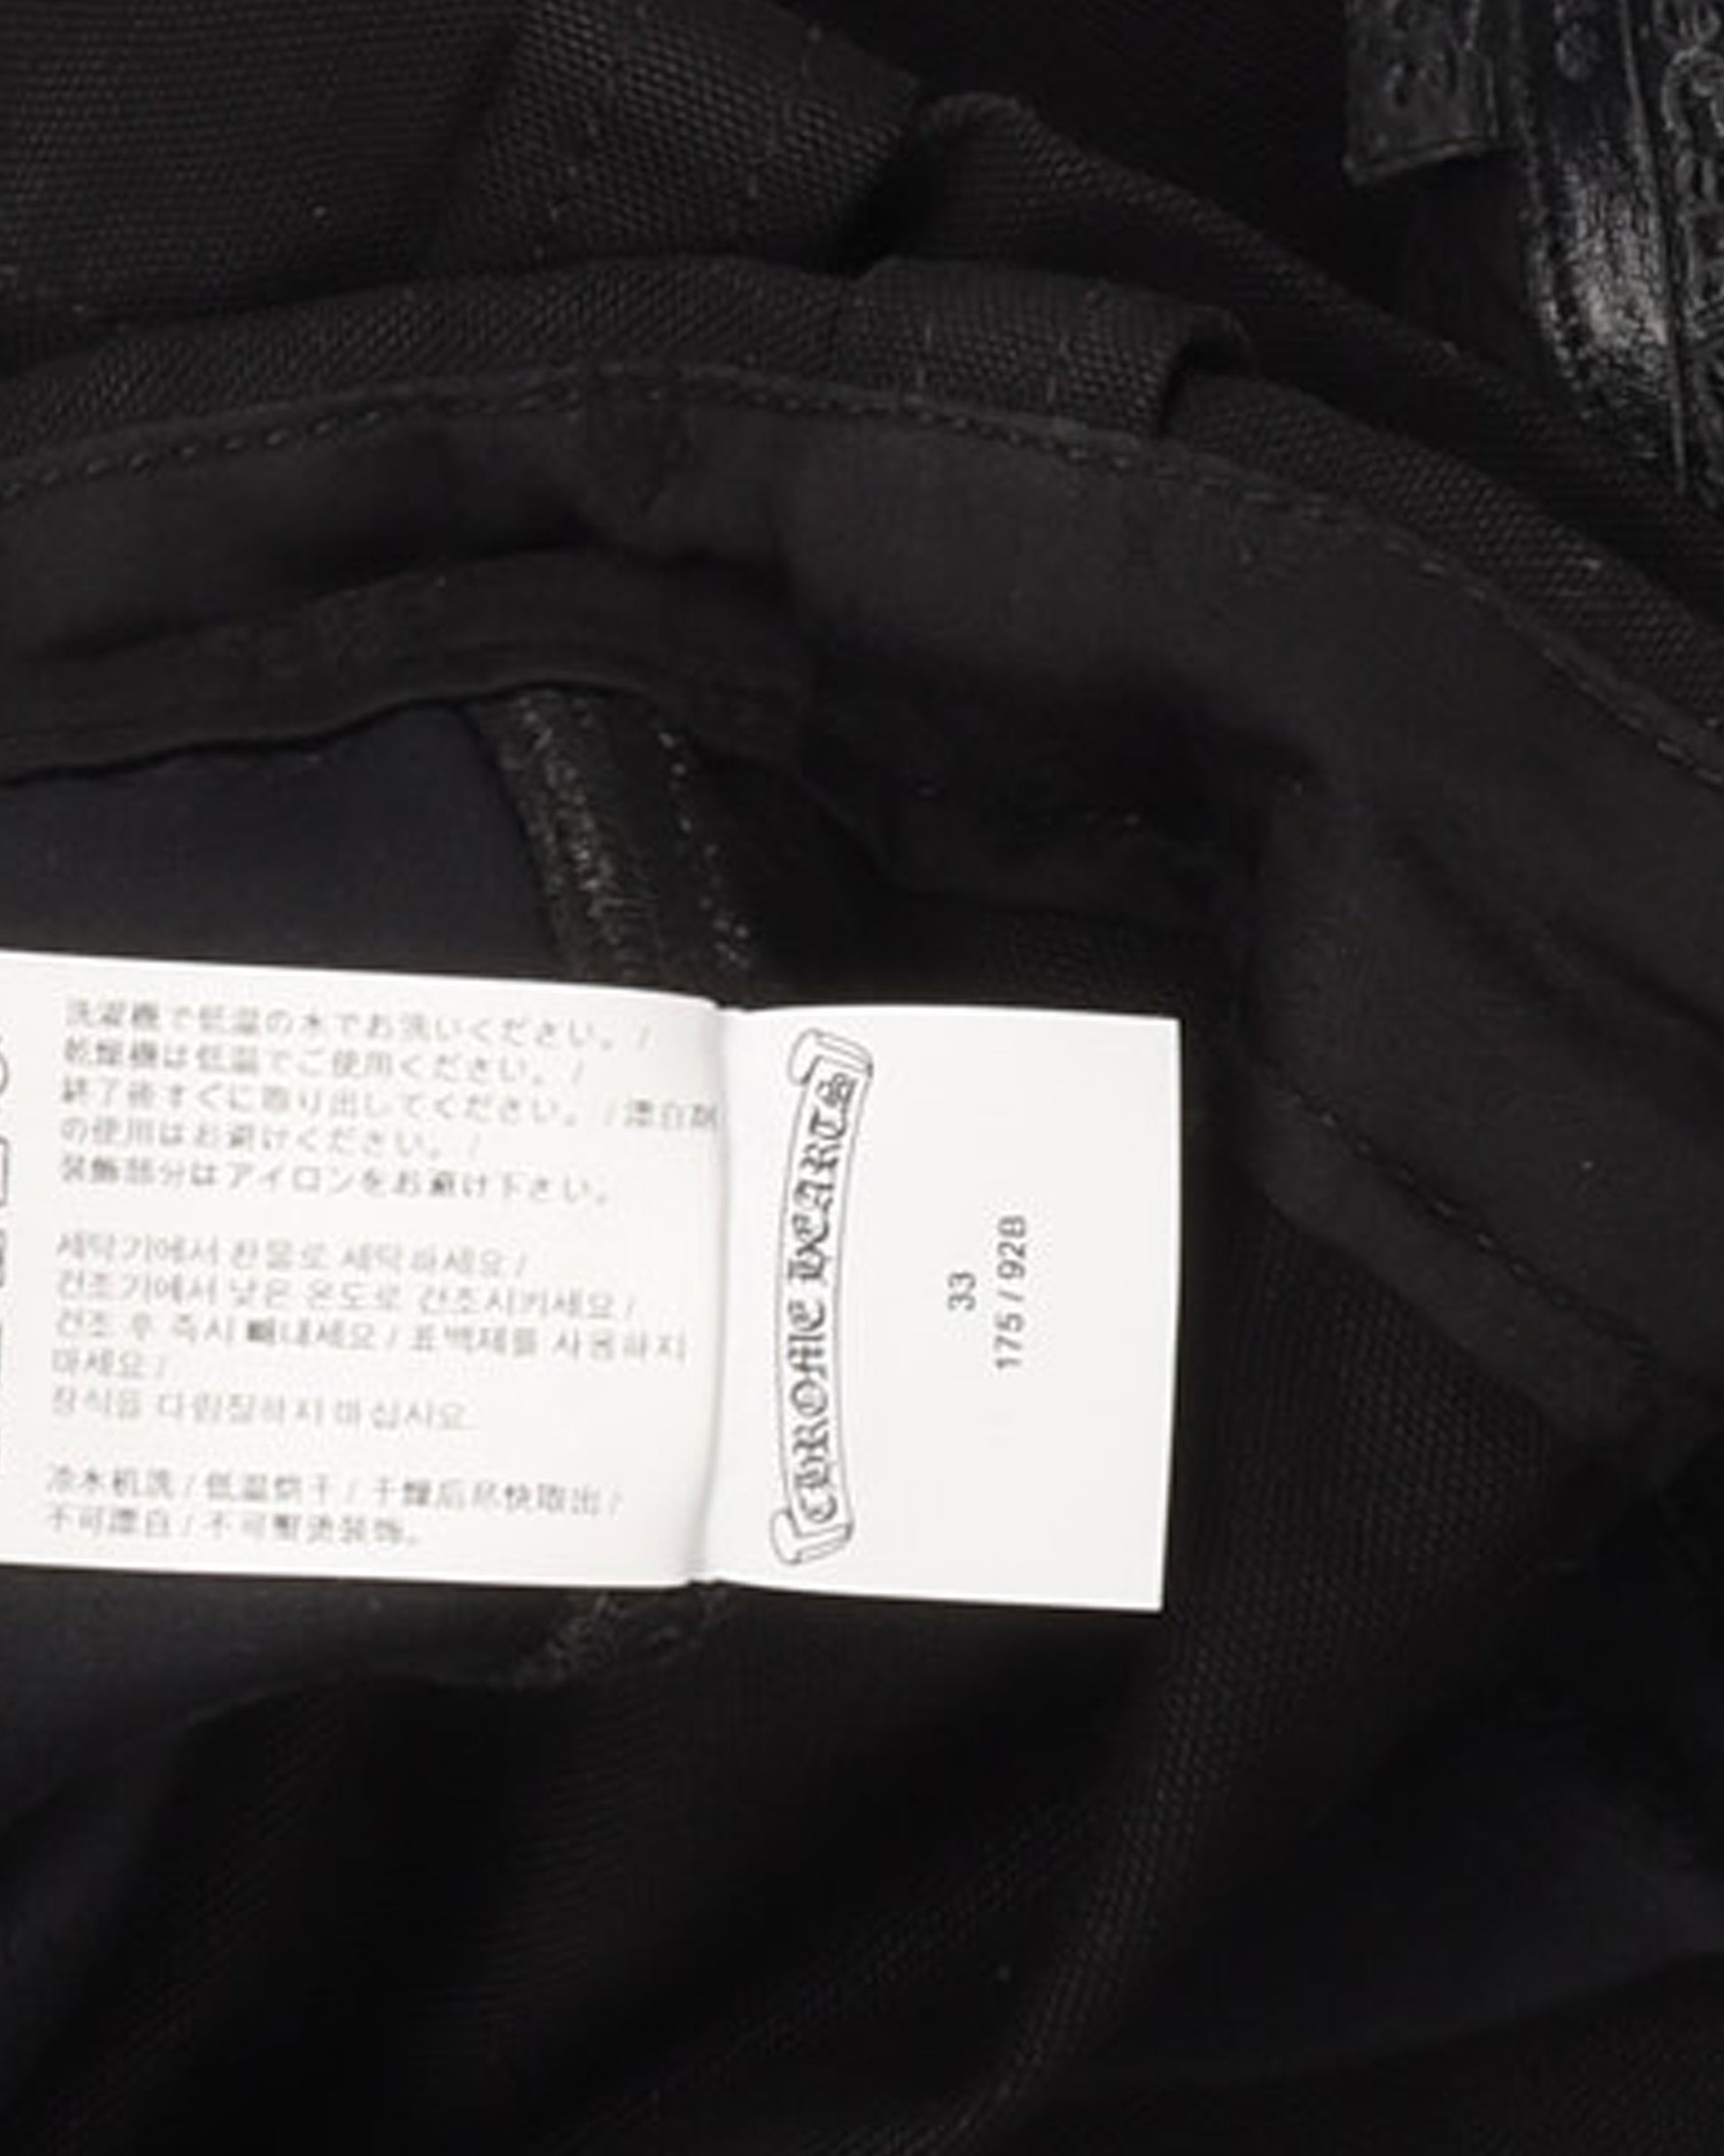 洗濯機で低温の水でお洗いください。/
乾燥機は低温でご使用ください。/
終了後すぐに取り出してください。/ 漂白剤
の使用はお避けください。/
装飾部分はアイロンをお避け下さい。
세탁기에서 찬물로 세탁하세요 /
건조기에서 낮은 온도로 건조시키세요 /
건조 후 즉시 빼내세요 / 표백제를 사용하지
마세요 /
장식을 다림질하지 마십시요.
冷水机洗 / 低温烘干 / 干燥后尽快取出 /
不可漂白 / 不可熨烫装饰。
CHROME HEARTS
33
175 / 92B